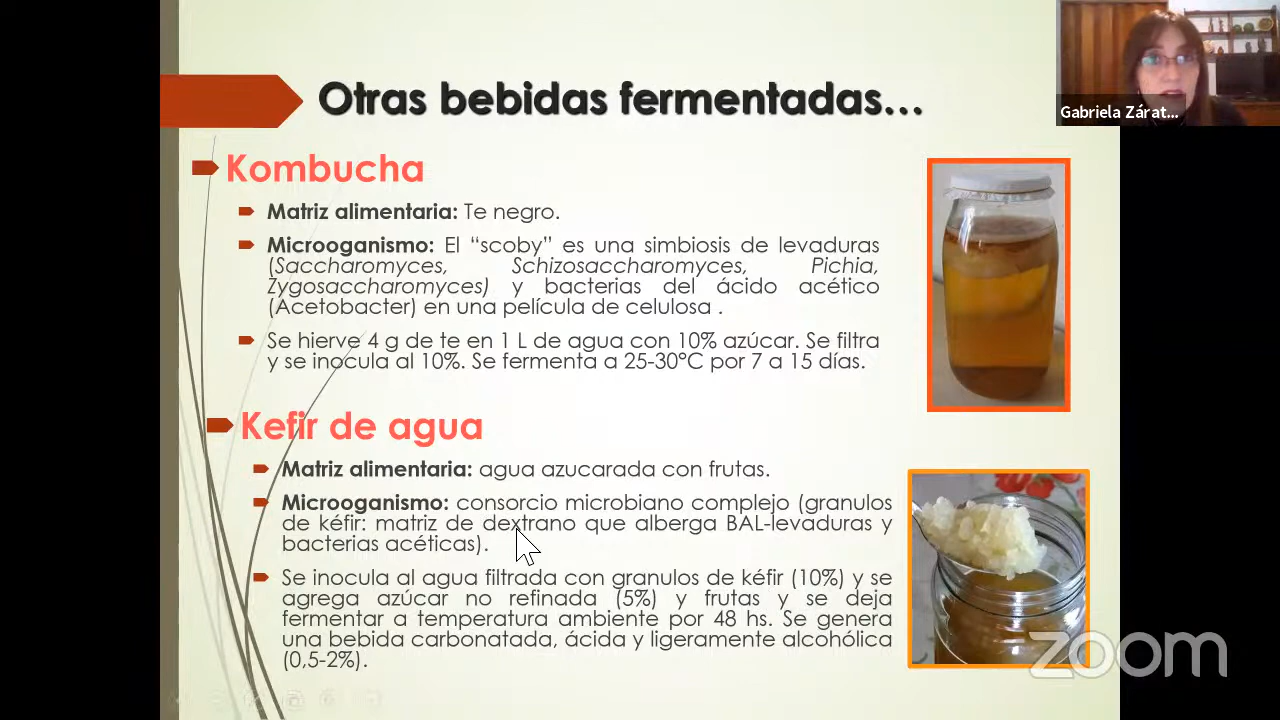 Otras bebidas fermentadas…
Gabriela Zárat...
Kombucha
Matriz alimentaria: Te negro.
Microoganismo: El “scoby” es una simbiosis de levaduras
(Saccharomyces, Schizosaccharomyces, Pichia,
Zygosaccharomyces) y bacterias del ácido acético
(Acetobacter) en una película de celulosa .
Se hierve 4 g de te en 1 L de agua con 10% azúcar. Se filtra
y se inocula al 10%. Se fermenta a 25-30°C por 7 a 15 días.
Kefir de agua
Matriz alimentaria: agua azucarada con frutas.
Microoganismo: consorcio microbiano complejo (granulos
de kéfir: matriz de dextrano que alberga BAL-levaduras y
bacterias acéticas).
Se inocula al agua filtrada con granulos de kéfir (10%) y se
agrega azúcar no refinada (5%) y frutas y se deja
fermentar a temperatura ambiente por 48 hs. Se genera
una bebida carbonatada, ácida y ligeramente alcohólica
(0,5-2%).
zoom